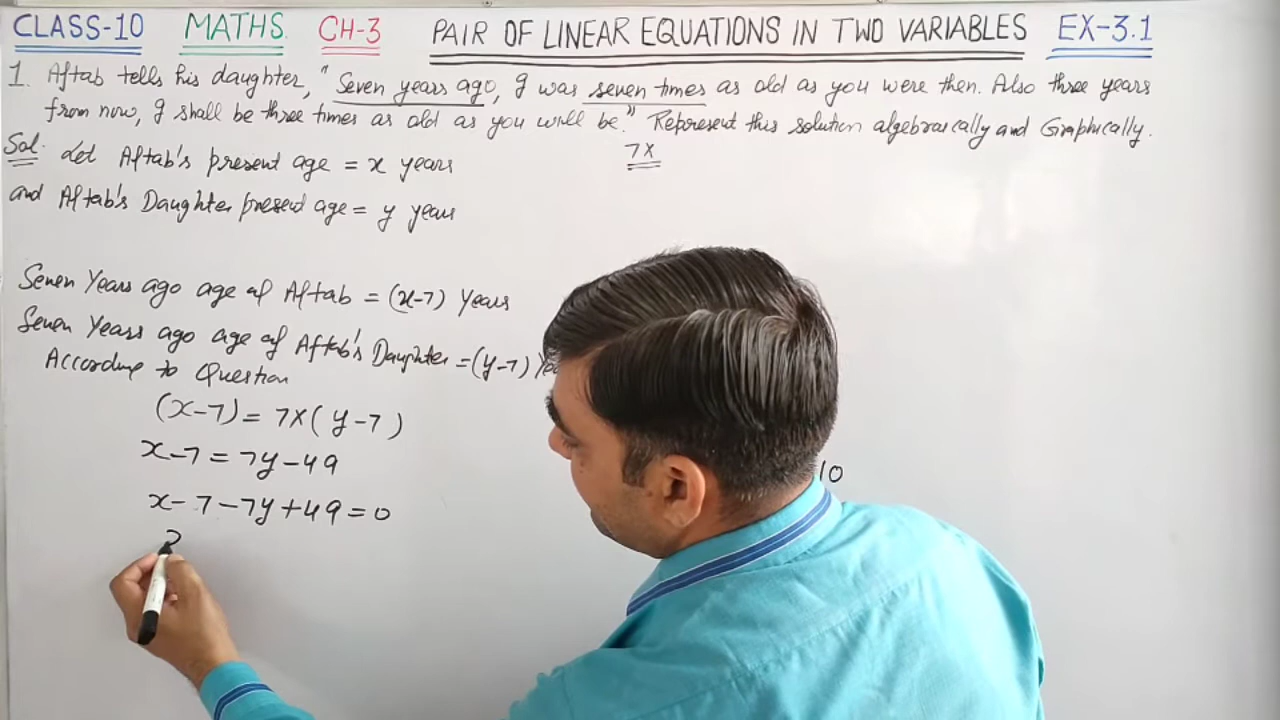 CLASS-10 MATHS CH-3 PAIR OF LINEAR EQUATIONS IN TWO VARIABLES EX-3.1
1. Aftab tells his daughter, "Seven years ago, I was seven times as old as you were then. Also three years
from now, I shall be three times as old as you will be." Represent this solution algebraically and Graphically.
Sol. Let Aftab's present age = x years
7x
and Aftab's Daughter present age = y years
Seven Years ago age of Aftab = (x-7) Years
Seven Years ago age of Aftab's Daughter = (y-7)
According to Question
(x-7) = 7×(y-7)
x-7 = 7y-49
10
x-7-7y+49=0